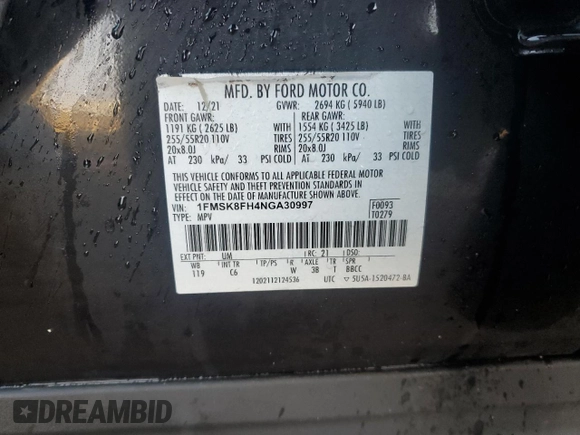 MFD. BY FORD MOTOR CO.
DATE: 12/21 GVWR: 2694 KG ( 5940 LB)
FRONT GAWR: REAR GAWR:
1191 KG ( 2625 LB) WITH 1554 KG ( 3425 LB) WITH
255/55R20 110V TIRES 255/55R20 110V TIRES
20x8.0J RIMS 20x8.0J RIMS
AT 230 kPa/ 33 PSI COLD AT 230 kPa/ 33 PSI COLD
THIS VEHICLE CONFORMS TO ALL APPLICABLE FEDERAL MOTOR
VEHICLE SAFETY AND THEFT PREVENTION STANDARDS IN EFFECT
ON THE DATE OF MANUFACTURE SHOWN ABOVE.
VIN: 1FMSK8FH4NGA30997 F0093
TYPE: MPV T0279
EXT PNT: UM RC: 21 DSO:
WB INT TR TP/PS R AXLE TR SPR
119 C6 W 3B T BBCC
1202112124536 UTC 5U5A-1520472-BA
DREAMBID